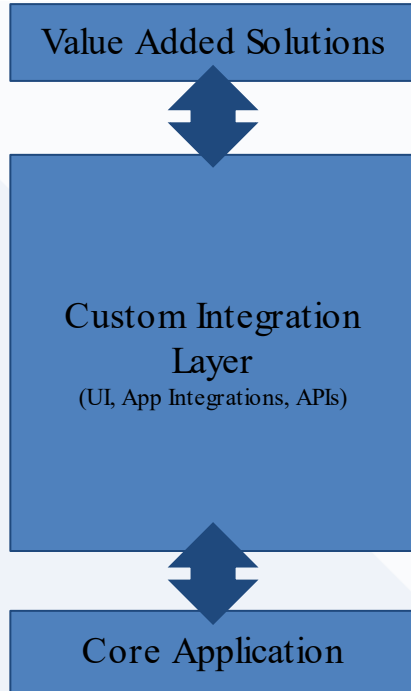 Value Added Solutions
Custom Integration
Layer
(UI, App Integrations, APIs)
Core Application